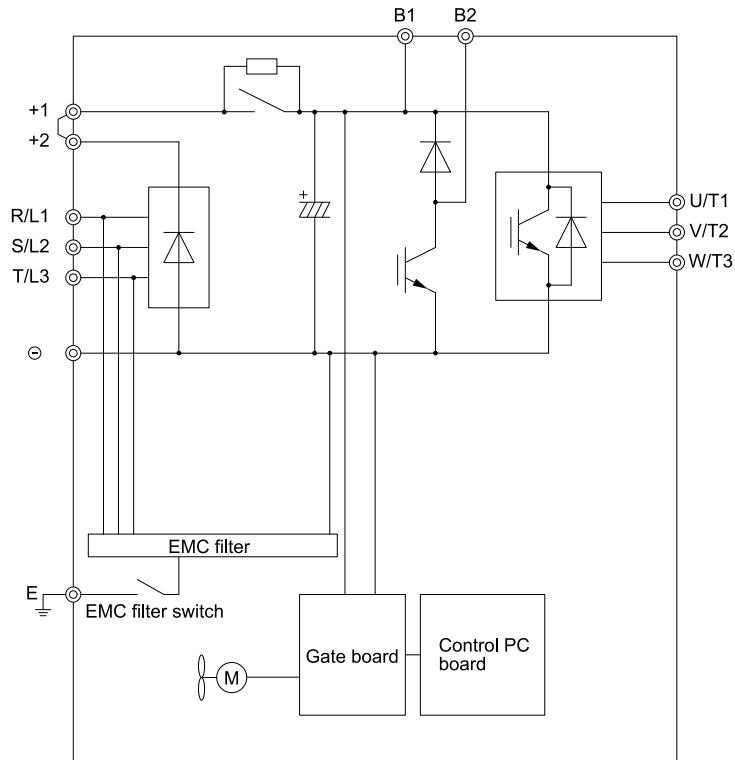 B1
B2
+1
+2
+
R/L1
S/L2
T/L3
U/T1
V/T2
W/T3
⊖
EMC filter
E
EMC filter switch
Gate board
Control PC
board
M